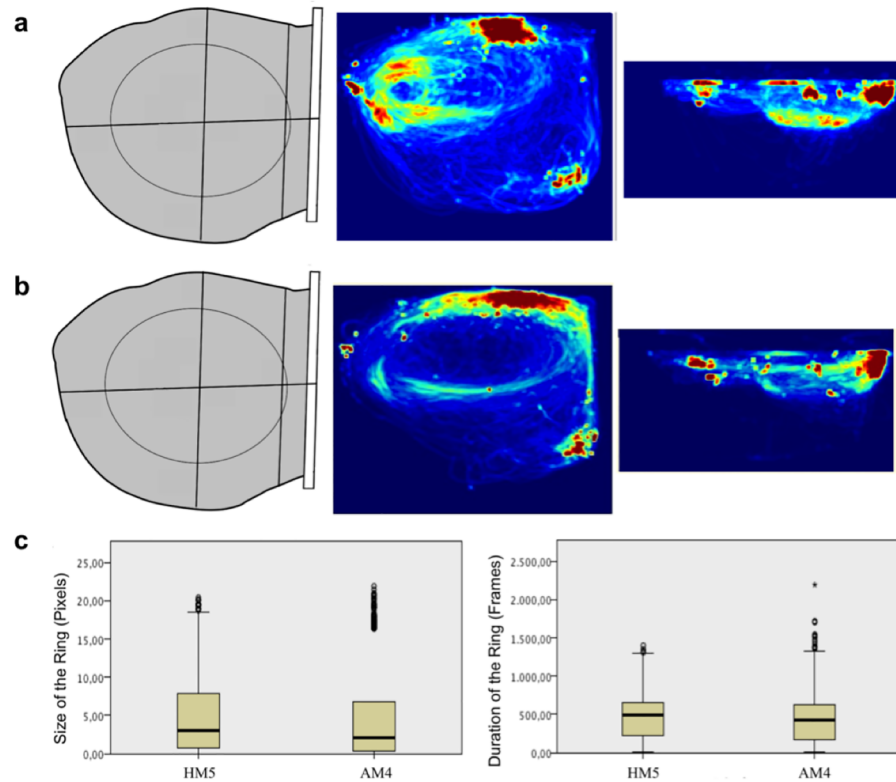 a
b
c
Size of the Ring (Pixels)
25,00
20,00
15,00
10,00
5,00
0,00
HM5
AM4
Duration of the Ring (Frames)
2.500,00
2.000,00
1.500,00
1.000,00
500,00
0,00
HM5
AM4